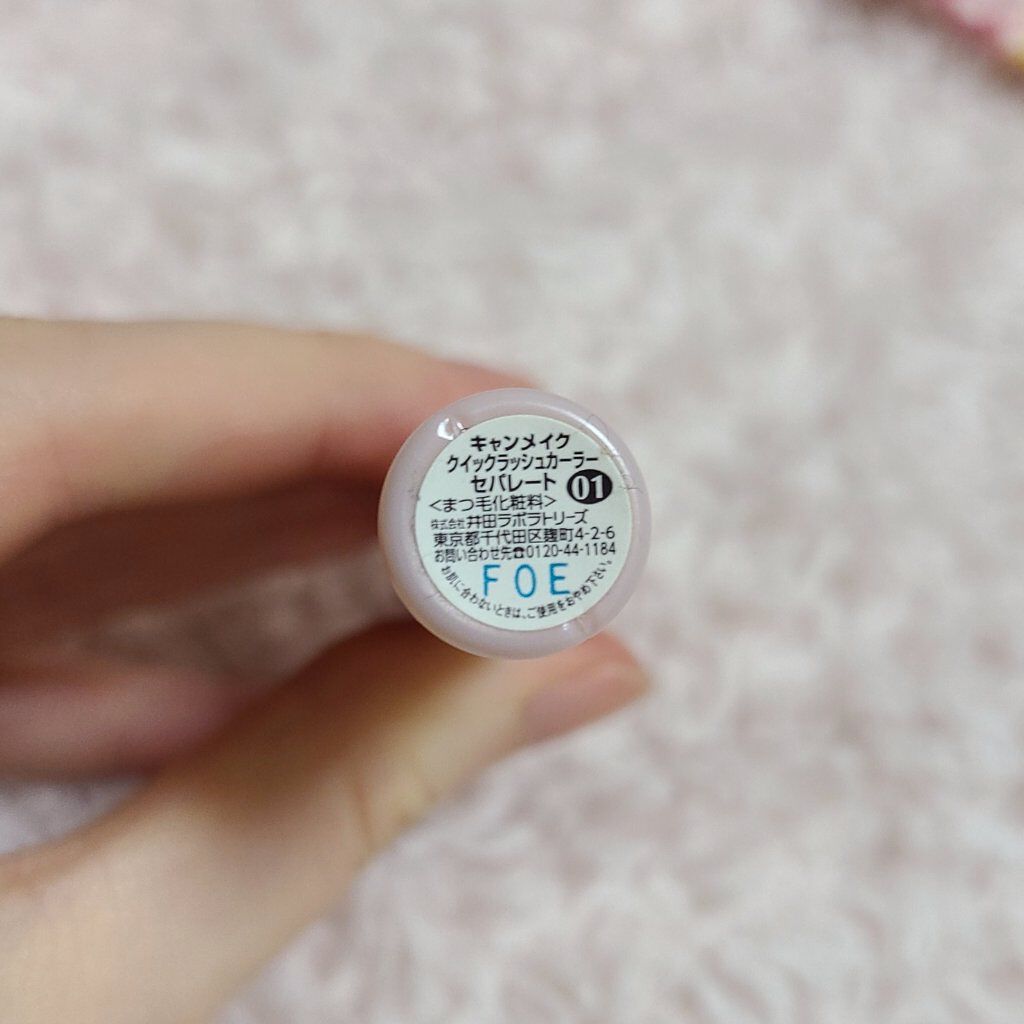 キャンメイク
クイックラッシュカーラー
セパレート 01
<まつ毛化粧料>
株式会社 井田ラボラトリーズ
東京都千代田区麹町4-2-6
お問い合わせ先☎0120-44-1184
FOE
お肌に合わないときは、ご使用をおやめ下さい。